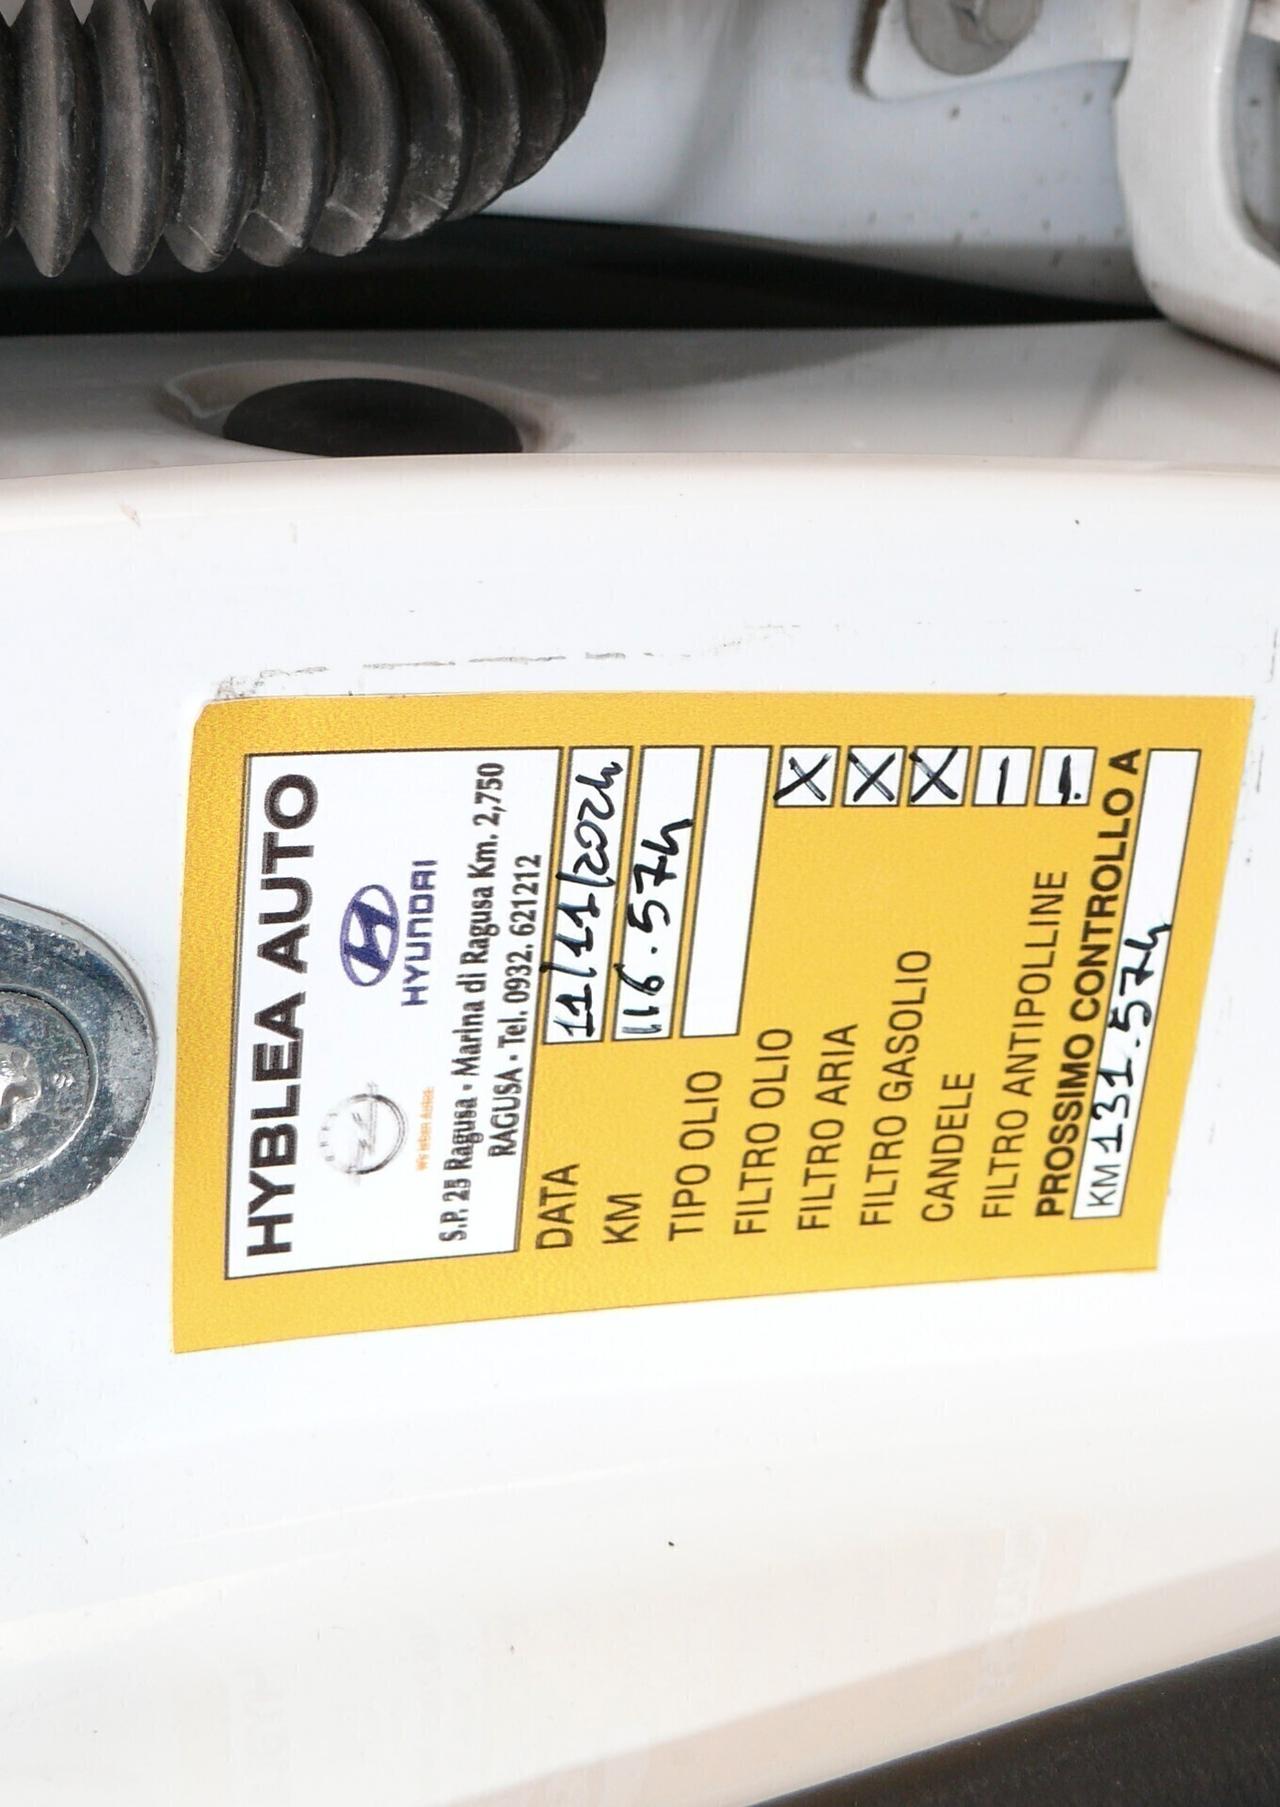 HYBLEA AUTO
HYUNDAI
S.P. 25 Ragusa - Marina di Ragusa Km. 2,750
RAGUSA - Tel. 0932. 621212
DATA 11/11/2024
KM 116.574
TIPO OLIO
FILTRO OLIO X
FILTRO ARIA X
FILTRO GASOLIO X
CANDELE
FILTRO ANTIPOLLINE
PROSSIMO CONTROLLO A
KM 131.574